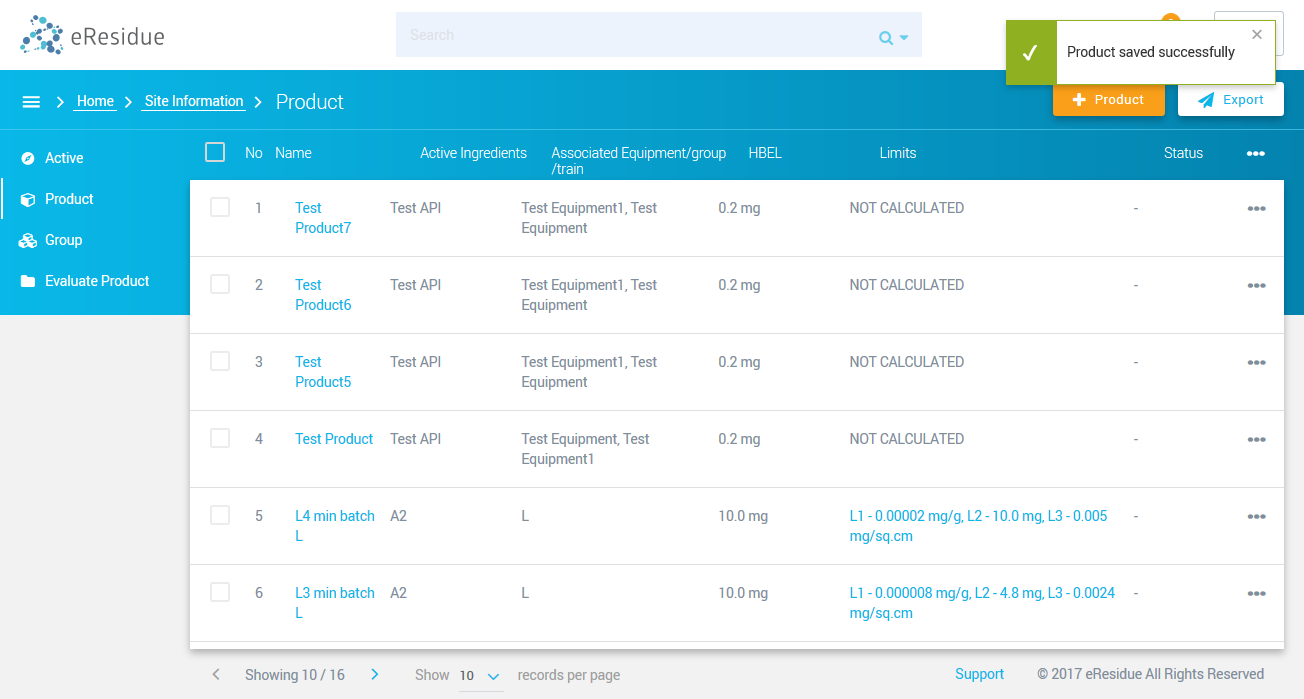 eResidue
Search
Product saved successfully
Home
Site Information
Product
Product
Export
Active
Product
Group
Evaluate Product
No
Name
Active Ingredients
Associated Equipment/group
/train
HBEL
Limits
Status
1
Test
Product7
Test API
Test Equipment1, Test
Equipment
0.2 mg
NOT CALCULATED
-
2
Test
Product6
Test API
Test Equipment1, Test
Equipment
0.2 mg
NOT CALCULATED
-
3
Test
Product5
Test API
Test Equipment1, Test
Equipment
0.2 mg
NOT CALCULATED
-
4
Test Product
Test API
Test Equipment, Test
Equipment1
0.2 mg
NOT CALCULATED
-
5
L4 min batch
L
A2
L
10.0 mg
L1 - 0.00002 mg/g, L2 - 10.0 mg, L3 - 0.005
mg/sq.cm
-
6
L3 min batch
L
A2
L
10.0 mg
L1 - 0.000008 mg/g, L2 - 4.8 mg, L3 - 0.0024
mg/sq.cm
-
Showing 10 / 16
Show 10 records per page
Support
© 2017 eResidue All Rights Reserved